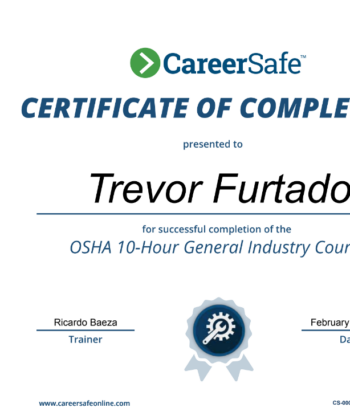 CareerSafe™
CERTIFICATE OF COMPLE
presented to
Trevor Furtado
for successful completion of the
OSHA 10-Hour General Industry Cour
Ricardo Baeza
Trainer
February
Da
www.careersafeonline.com